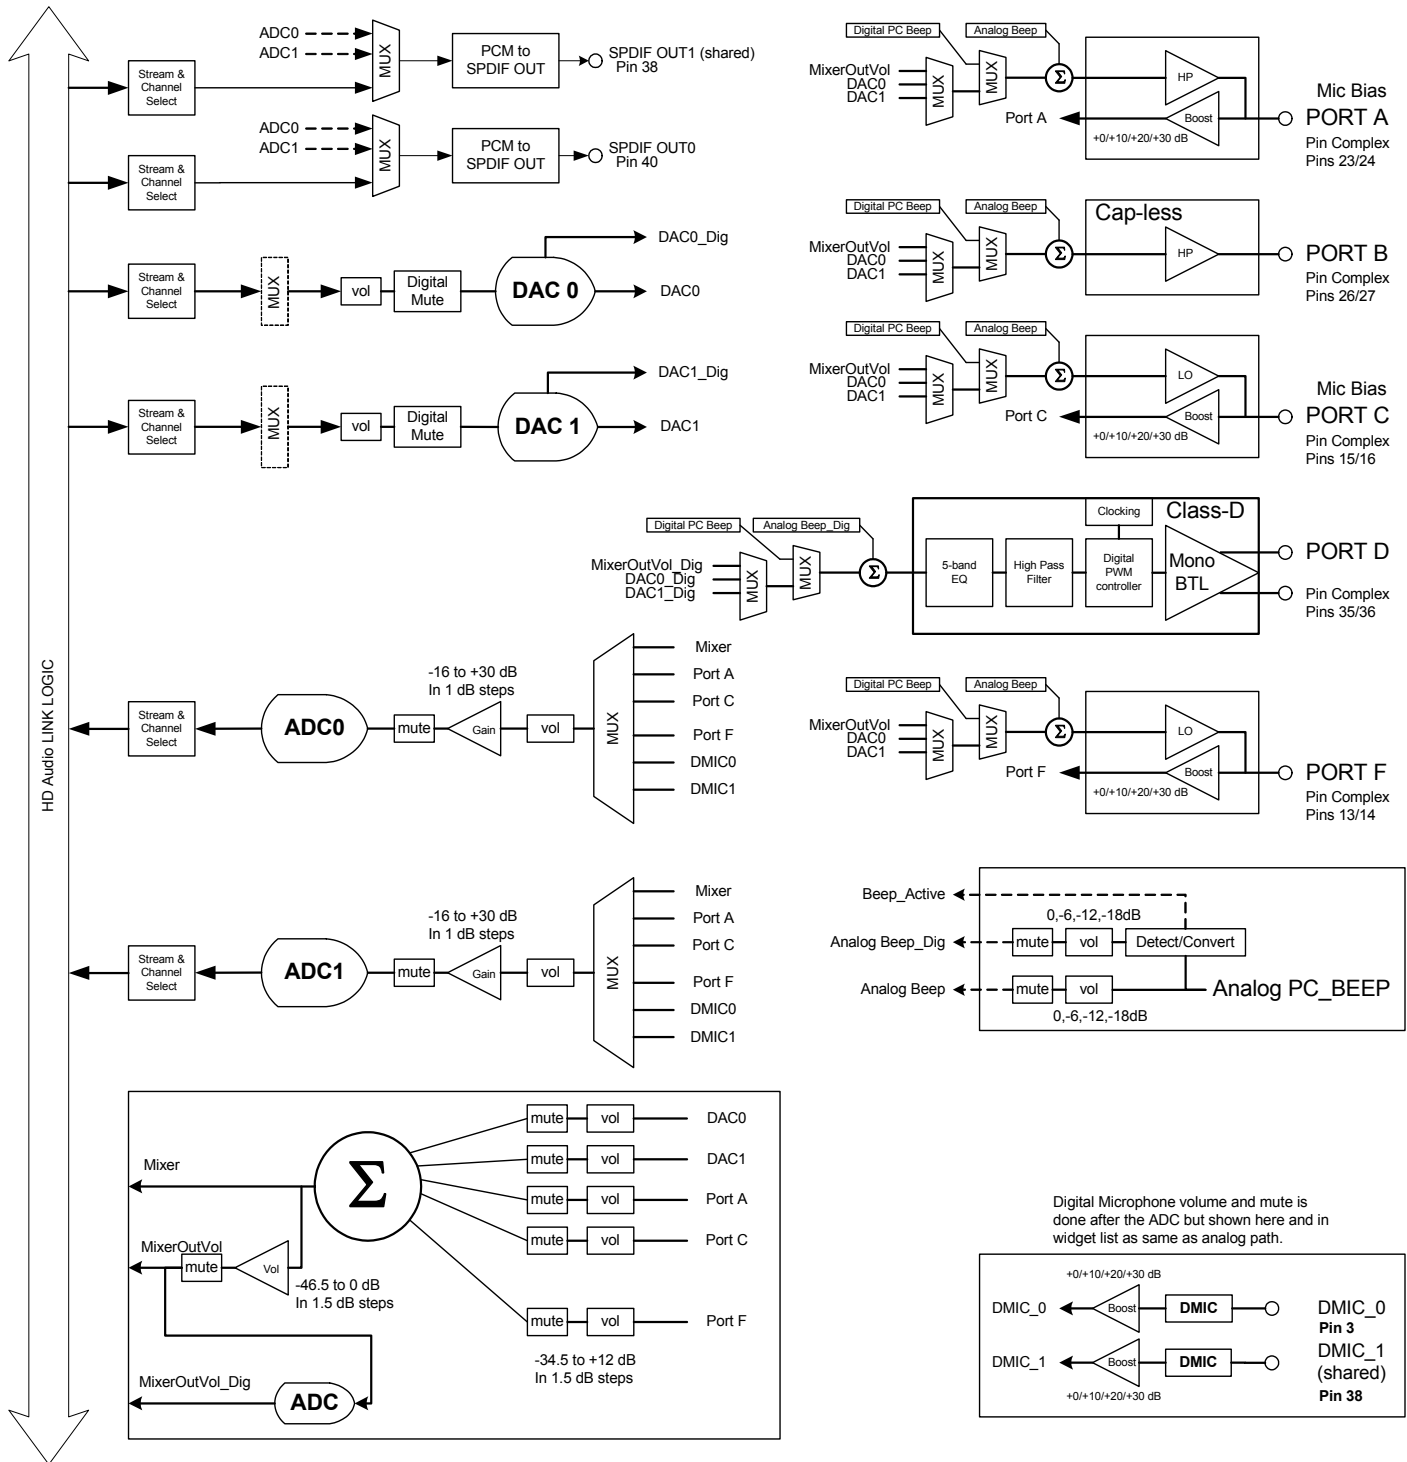 HD Audio LINK LOGIC
ADC0
ADC1
Stream &
Channel
Select
MUX
PCM to
SPDIF OUT
SPDIF OUT1 (shared)
Pin 38
ADC0
ADC1
Stream &
Channel
Select
MUX
PCM to
SPDIF OUT
SPDIF OUT0
Pin 40
Stream &
Channel
Select
MUX
vol
Digital
Mute
DAC 0
DAC0_Dig
DAC0
Stream &
Channel
Select
MUX
vol
Digital
Mute
DAC 1
DAC1_Dig
DAC1
Digital PC Beep
Analog Beep
MixerOutVol
DAC0
DAC1
MUX
MUX
Σ
HP
Port A
Boost
+0/+10/+20/+30 dB
Mic Bias
PORT A
Pin Complex
Pins 23/24
Digital PC Beep
Analog Beep
MixerOutVol
DAC0
DAC1
MUX
MUX
Σ
Cap-less
HP
PORT B
Pin Complex
Pins 26/27
Digital PC Beep
Analog Beep
MixerOutVol
DAC0
DAC1
MUX
MUX
Σ
LO
Port C
Boost
+0/+10/+20/+30 dB
Mic Bias
PORT C
Pin Complex
Pins 15/16
Digital PC Beep
Analog Beep_Dig
MixerOutVol_Dig
DAC0_Dig
DAC1_Dig
MUX
MUX
Σ
5-band
EQ
High Pass
Filter
Clocking
Digital
PWM
controller
Class-D
Mono
BTL
PORT D
Pin Complex
Pins 35/36
Stream &
Channel
Select
ADC0
mute
-16 to +30 dB
In 1 dB steps
Gain
vol
MUX
Mixer
Port A
Port C
Port F
DMIC0
DMIC1
Digital PC Beep
Analog Beep
MixerOutVol
DAC0
DAC1
MUX
MUX
Σ
LO
Port F
Boost
+0/+10/+20/+30 dB
PORT F
Pin Complex
Pins 13/14
Stream &
Channel
Select
ADC1
mute
-16 to +30 dB
In 1 dB steps
Gain
vol
MUX
Mixer
Port A
Port C
Port F
DMIC0
DMIC1
Beep_Active
0,-6,-12,-18dB
Analog Beep_Dig
mute
vol
Detect/Convert
Analog Beep
mute
vol
Analog PC_BEEP
0,-6,-12,-18dB
Mixer
Σ
mute
vol
DAC0
mute
vol
DAC1
mute
vol
Port A
mute
vol
Port C
mute
vol
Port F
-34.5 to +12 dB
In 1.5 dB steps
MixerOutVol
mute
Vol
-46.5 to 0 dB
In 1.5 dB steps
MixerOutVol_Dig
ADC
Digital Microphone volume and mute is
done after the ADC but shown here and in
widget list as same as analog path.
+0/+10/+20/+30 dB
DMIC_0
Boost
DMIC
DMIC_0
Pin 3
DMIC_1
Boost
DMIC
DMIC_1
(shared)
Pin 38
+0/+10/+20/+30 dB